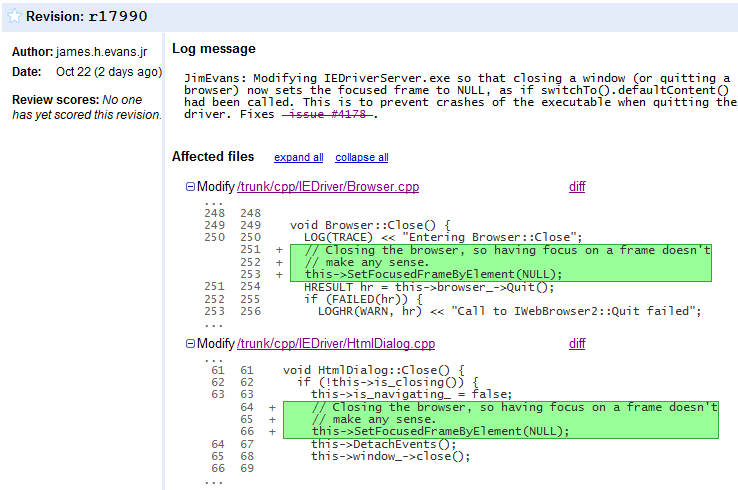 Revision: r17990
Author: james.h.evans.jr
Date: Oct 22 (2 days ago)
Review scores: No one
has yet scored this revision.
Log message
JimEvans: Modifying IEDriverServer.exe so that closing a window (or quitting a
browser) now sets the focused frame to NULL, as if switchTo().defaultContent()
had been called. This is to prevent crashes of the executable when quitting the
driver. Fixes issue #4178 .
Affected files expand all collapse all
Modify /trunk/cpp/IEDriver/Browser.cpp diff
...
248 248
249 249 void Browser::Close() {
250 250 LOG(TRACE) << "Entering Browser::Close";
251 + // Closing the browser, so having focus on a frame doesn't
252 + // make any sense.
253 + this->SetFocusedFrameByElement(NULL);
251 254 HRESULT hr = this->browser_->Quit();
252 255 if (FAILED(hr)) {
253 256 LOGHR(WARN, hr) << "Call to IWebBrowser2::Quit failed";
...
Modify /trunk/cpp/IEDriver/HtmlDialog.cpp diff
...
61 61 void HtmlDialog::Close() {
62 62 if (!this->is_closing()) {
63 63 this->is_navigating_ = false;
64 + // Closing the browser, so having focus on a frame doesn't
65 + // make any sense.
66 + this->SetFocusedFrameByElement(NULL);
64 67 this->DetachEvents();
65 68 this->window_->close();
66 69
...